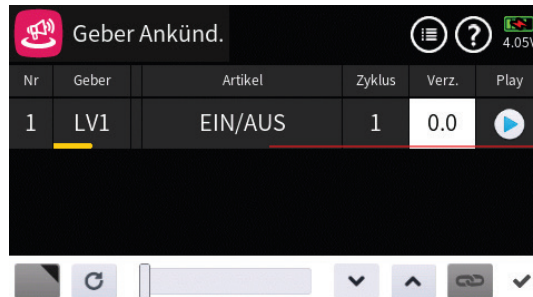 Geber Ankünd.
4.05V
Nr Geber Artikel Zyklus Verz. Play
1 LV1 EIN/AUS 1 0.0